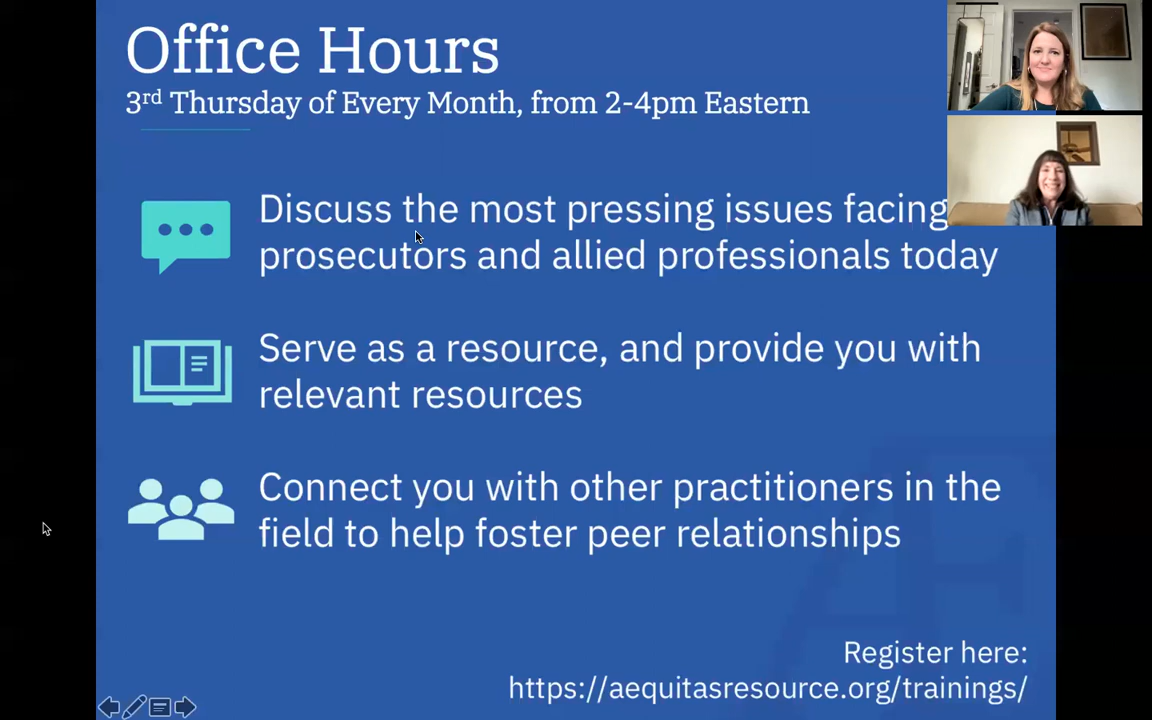 Office Hours
3rd Thursday of Every Month, from 2-4pm Eastern
Discuss the most pressing issues facing
prosecutors and allied professionals today
Serve as a resource, and provide you with
relevant resources
Connect you with other practitioners in the
field to help foster peer relationships
Register here:
https://aequitasresource.org/trainings/